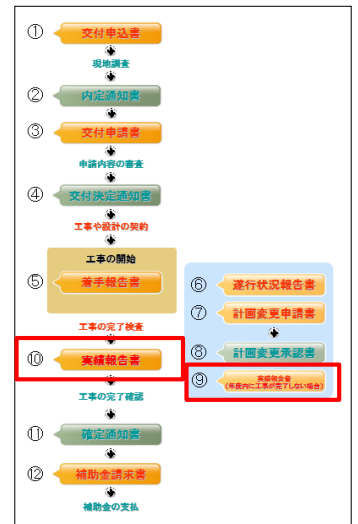 ① 交付申込書
現地調査
② 内定通知書
③ 交付申請書
申請内容の審査
④ 交付決定通知書
工事や設計の契約
工事の開始
⑤ 着手報告書
工事の完了検査
⑩ 実績報告書
工事の完了確認
⑪ 確定通知書
⑫ 補助金請求書
補助金の支払
⑥ 遂行状況報告書
⑦ 計画変更申請書
⑧ 計画変更承認書
⑨ 実績報告書
(年度内に工事が完了しない場合)